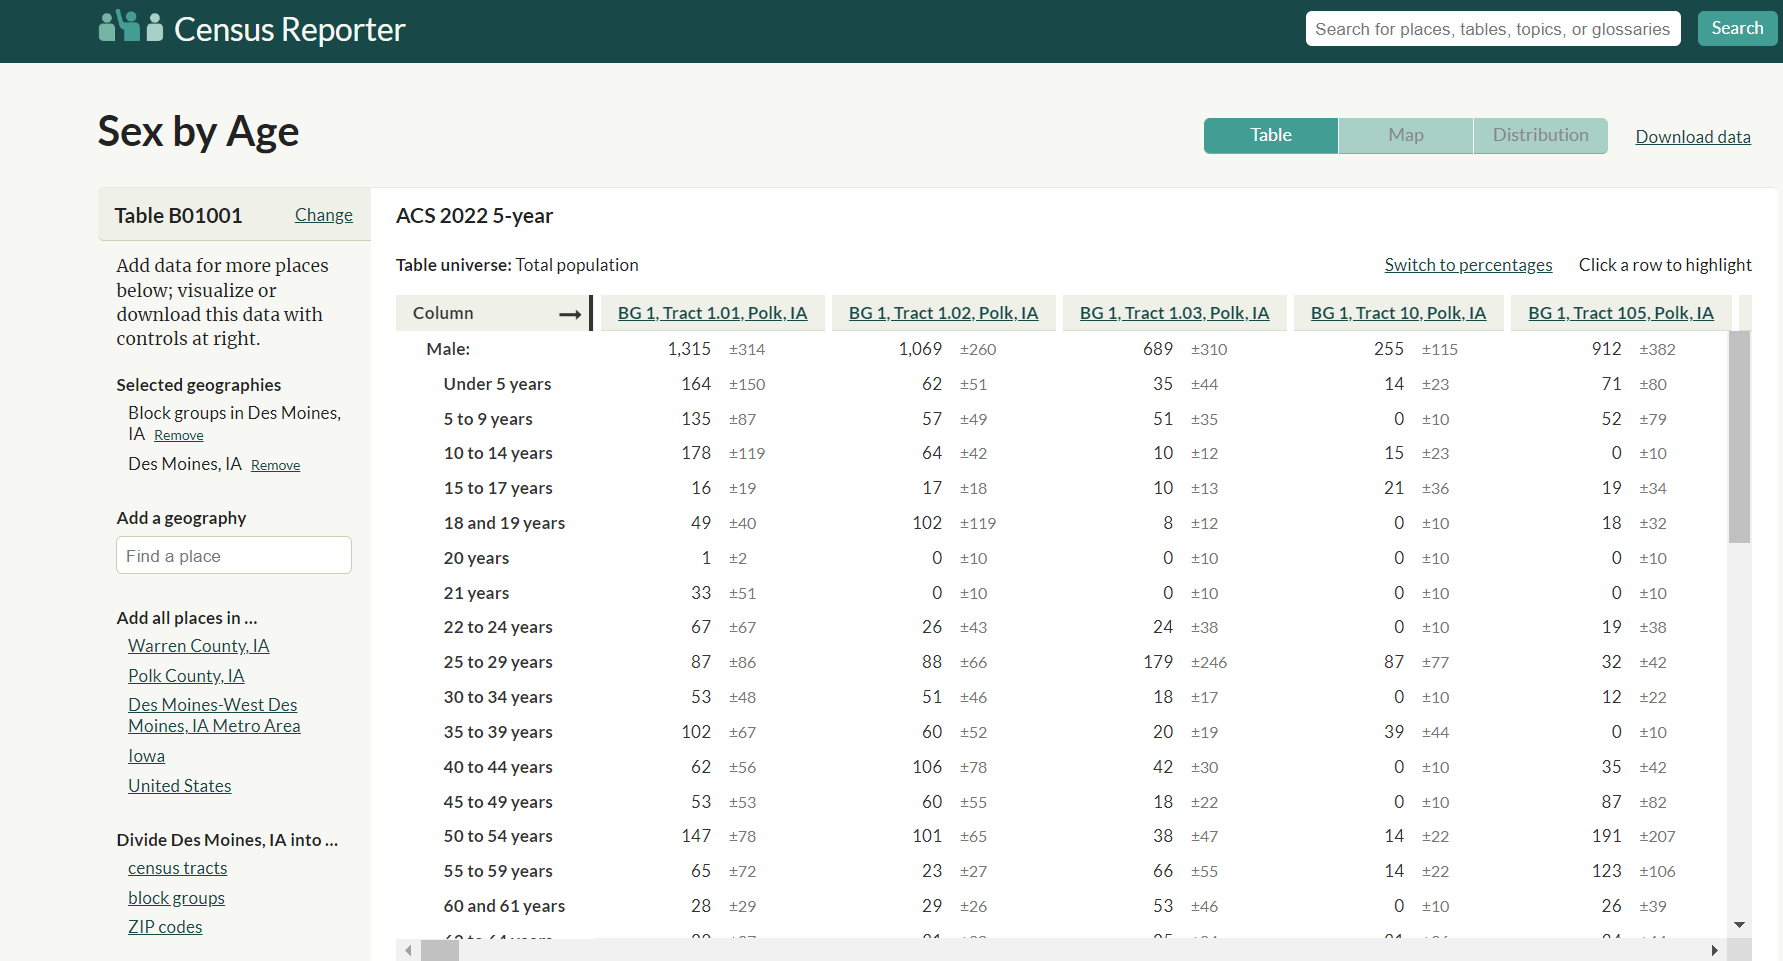 Census Reporter
Search for places, tables, topics, or glossaries
Search
Sex by Age
Table
Map
Distribution
Download data
Table B01001
Change
Add data for more places
below; visualize or
download this data with
controls at right.
Selected geographies
Block groups in Des Moines,
IA Remove
Des Moines, IA Remove
Add a geography
Find a place
Add all places in ...
Warren County, IA
Polk County, IA
Des Moines-West Des
Moines, IA Metro Area
Iowa
United States
Divide Des Moines, IA into ...
census tracts
block groups
ZIP codes
ACS 2022 5-year
Table universe: Total population
Switch to percentages
Click a row to highlight
Column → BG 1, Tract 1.01, Polk, IA BG 1, Tract 1.02, Polk, IA BG 1, Tract 1.03, Polk, IA BG 1, Tract 10, Polk, IA BG 1, Tract 105, Polk, IA
Male: 1,315 ±314 1,069 ±260 689 ±310 255 ±115 912 ±382
Under 5 years 164 ±150 62 ±51 35 ±44 14 ±23 71 ±80
5 to 9 years 135 ±87 57 ±49 51 ±35 0 ±10 52 ±79
10 to 14 years 178 ±119 64 ±42 10 ±12 15 ±23 0 ±10
15 to 17 years 16 ±19 17 ±18 10 ±13 21 ±36 19 ±34
18 and 19 years 49 ±40 102 ±119 8 ±12 0 ±10 18 ±32
20 years 1 ±2 0 ±10 0 ±10 0 ±10 0 ±10
21 years 33 ±51 0 ±10 0 ±10 0 ±10 0 ±10
22 to 24 years 67 ±67 26 ±43 24 ±38 0 ±10 19 ±38
25 to 29 years 87 ±86 88 ±66 179 ±246 87 ±77 32 ±42
30 to 34 years 53 ±48 51 ±46 18 ±17 0 ±10 12 ±22
35 to 39 years 102 ±67 60 ±52 20 ±19 39 ±44 0 ±10
40 to 44 years 62 ±56 106 ±78 42 ±30 0 ±10 35 ±42
45 to 49 years 53 ±53 60 ±55 18 ±22 0 ±10 87 ±82
50 to 54 years 147 ±78 101 ±65 38 ±47 14 ±22 191 ±207
55 to 59 years 65 ±72 23 ±27 66 ±55 14 ±22 123 ±106
60 and 61 years 28 ±29 29 ±26 53 ±46 0 ±10 26 ±39